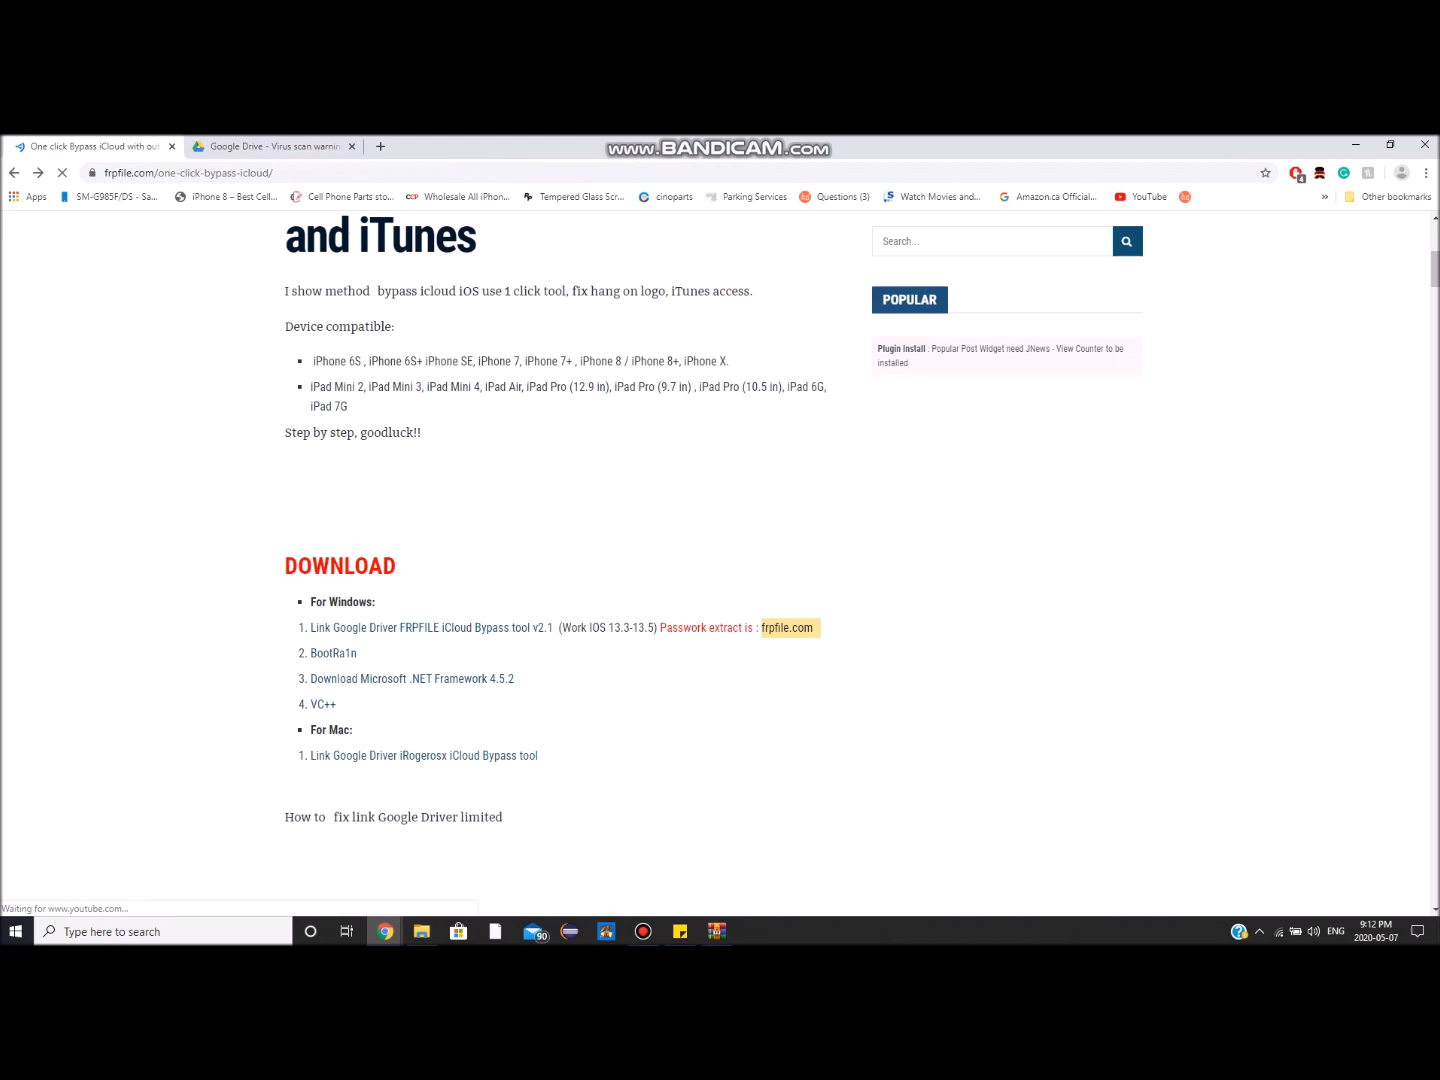 www.BANDICAM.com
One click Bypass iCloud with out
Google Drive - Virus scan warnin
frpfile.com/one-click-bypass-icloud/
4
Apps
SM-G985F/DS - Sa...
iPhone 8 – Best Cell...
Cell Phone Parts sto...
Wholesale All iPhon...
Tempered Glass Scr...
cinoparts
Parking Services
Questions (3)
Watch Movies and...
Amazon.ca Official...
YouTube
»
Other bookmarks
and iTunes
Search...
I show method bypass icloud iOS use 1 click tool, fix hang on logo, iTunes access.
POPULAR
Device compatible:
Plugin Install : Popular Post Widget need JNews - View Counter to be
installed
iPhone 6S , iPhone 6S+ iPhone SE, iPhone 7, iPhone 7+ , iPhone 8 / iPhone 8+, iPhone X.
iPad Mini 2, iPad Mini 3, iPad Mini 4, iPad Air, iPad Pro (12.9 in), iPad Pro (9.7 in) , iPad Pro (10.5 in), iPad 6G,
iPad 7G
Step by step, goodluck!!
DOWNLOAD
For Windows:
1. Link Google Driver FRPFILE iCloud Bypass tool v2.1 (Work IOS 13.3-13.5) Passwork extract is : frpfile.com
2. BootRa1n
3. Download Microsoft .NET Framework 4.5.2
4. VC++
For Mac:
1. Link Google Driver iRogerosx iCloud Bypass tool
How to fix link Google Driver limited
Waiting for www.youtube.com...
Type here to search
90
ENG
9:12 PM
2020-05-07